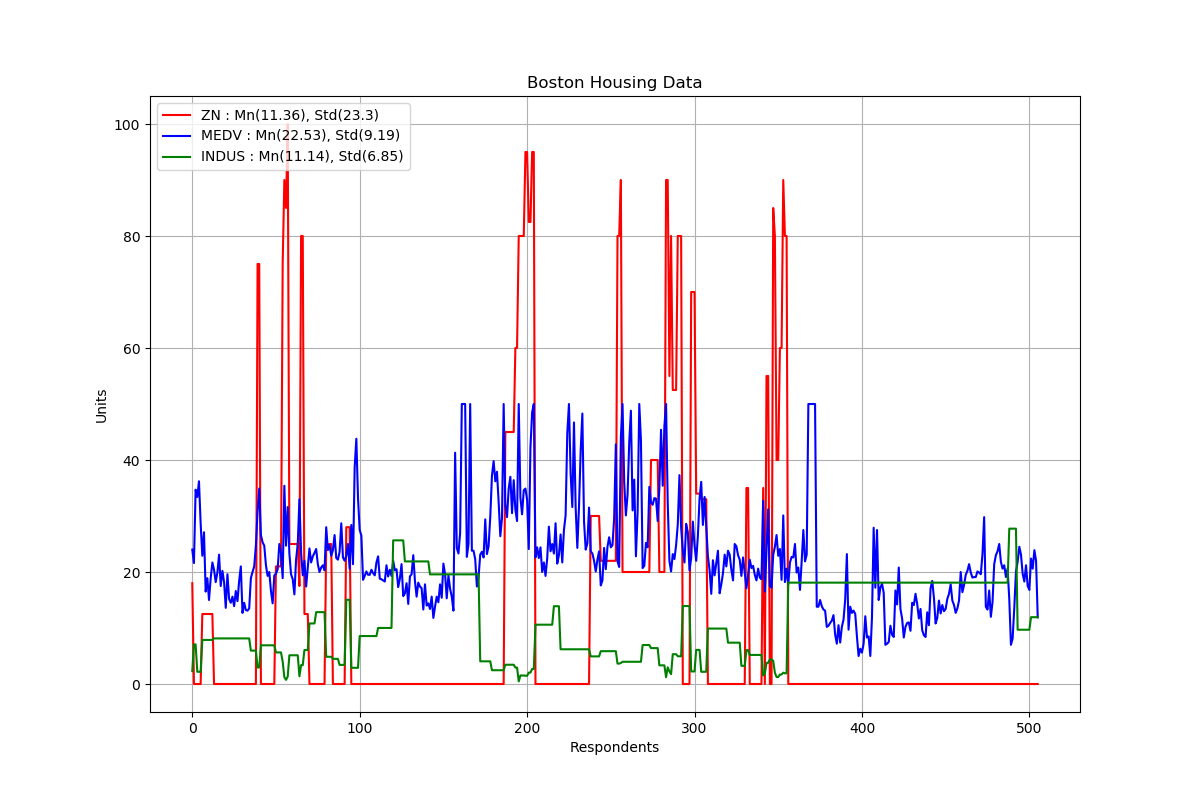 Boston Housing Data
ZN : Mn(11.36), Std(23.3)
MEDV : Mn(22.53), Std(9.19)
INDUS : Mn(11.14), Std(6.85)
100
80
60
40
20
0
Units
0 100 200 300 400 500
Respondents